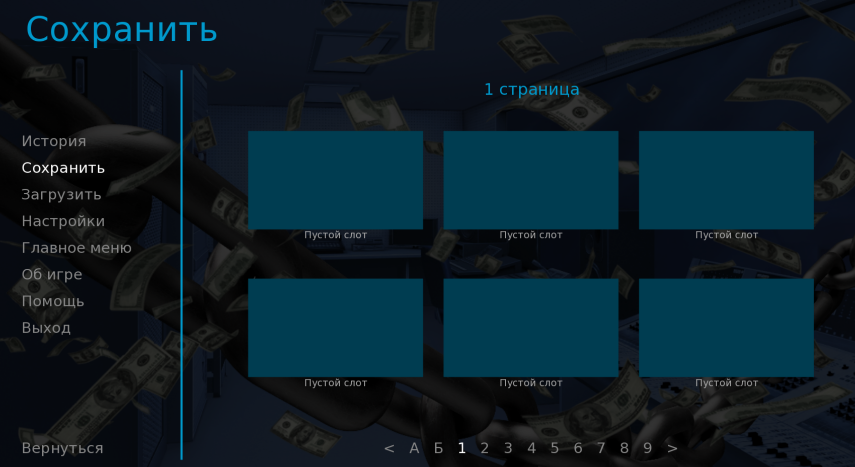 Сохранить
1 страница
История
Сохранить
Загрузить
Настройки
Главное меню
Об игре
Помощь
Выход
Пустой слот Пустой слот Пустой слот
Пустой слот Пустой слот Пустой слот
Вернуться
< А Б 1 2 3 4 5 6 7 8 9 >